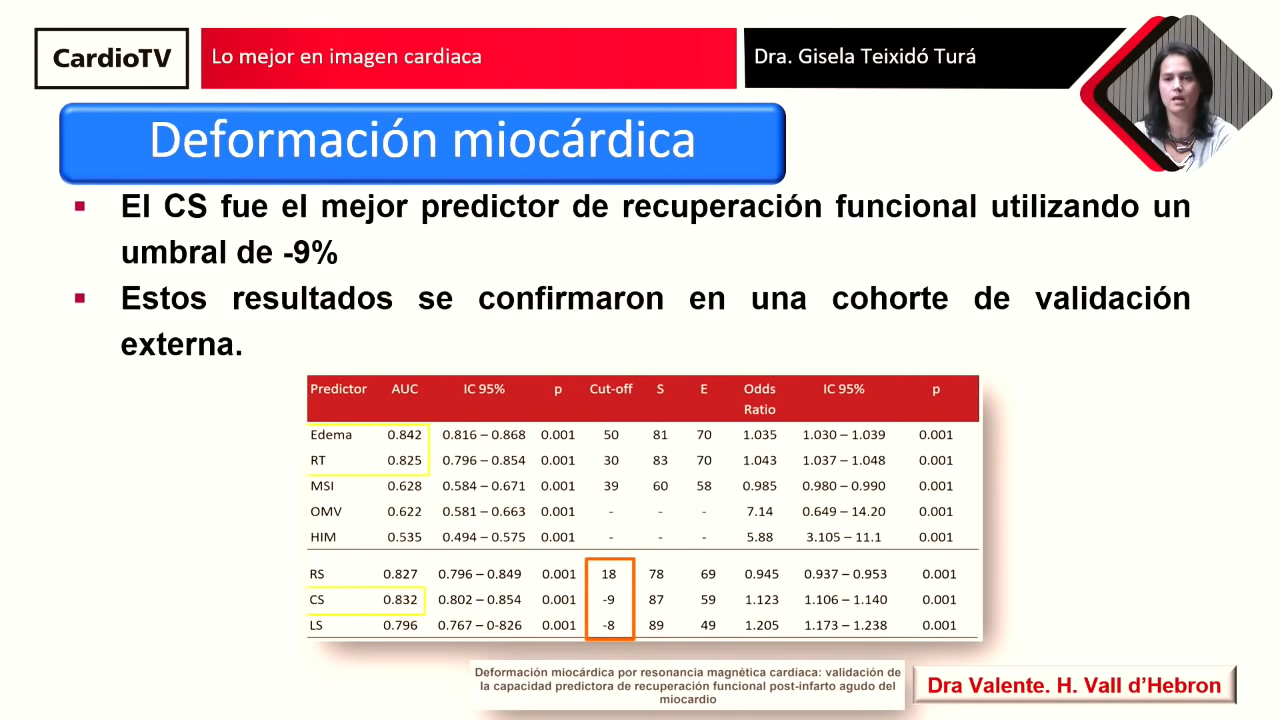 CardioTV
Lo mejor en imagen cardiaca
Dra. Gisela Teixidó Turá
Deformación miocárdica
▪ El CS fue el mejor predictor de recuperación funcional utilizando un
umbral de -9%
▪ Estos resultados se confirmaron en una cohorte de validación
externa.
Predictor AUC IC 95% p Cut-off S E Odds IC 95% p
Ratio
Edema 0.842 0.816 – 0.868 0.001 50 81 70 1.035 1.030 – 1.039 0.001
RT 0.825 0.796 – 0.854 0.001 30 83 70 1.043 1.037 – 1.048 0.001
MSI 0.628 0.584 – 0.671 0.001 39 60 58 0.985 0.980 – 0.990 0.001
OMV 0.622 0.581 – 0.663 0.001 - - - 7.14 0.649 – 14.20 0.001
HIM 0.535 0.494 – 0.575 0.001 - - - 5.88 3.105 – 11.1 0.001
RS 0.827 0.796 – 0.849 0.001 18 78 69 0.945 0.937 – 0.953 0.001
CS 0.832 0.802 – 0.854 0.001 -9 87 59 1.123 1.106 – 1.140 0.001
LS 0.796 0.767 – 0-826 0.001 -8 89 49 1.205 1.173 – 1.238 0.001
Deformación miocárdica por resonancia magnética cardíaca: validación de
la capacidad predictora de recuperación funcional post-infarto agudo del
miocardio
Dra Valente. H. Vall d’Hebron